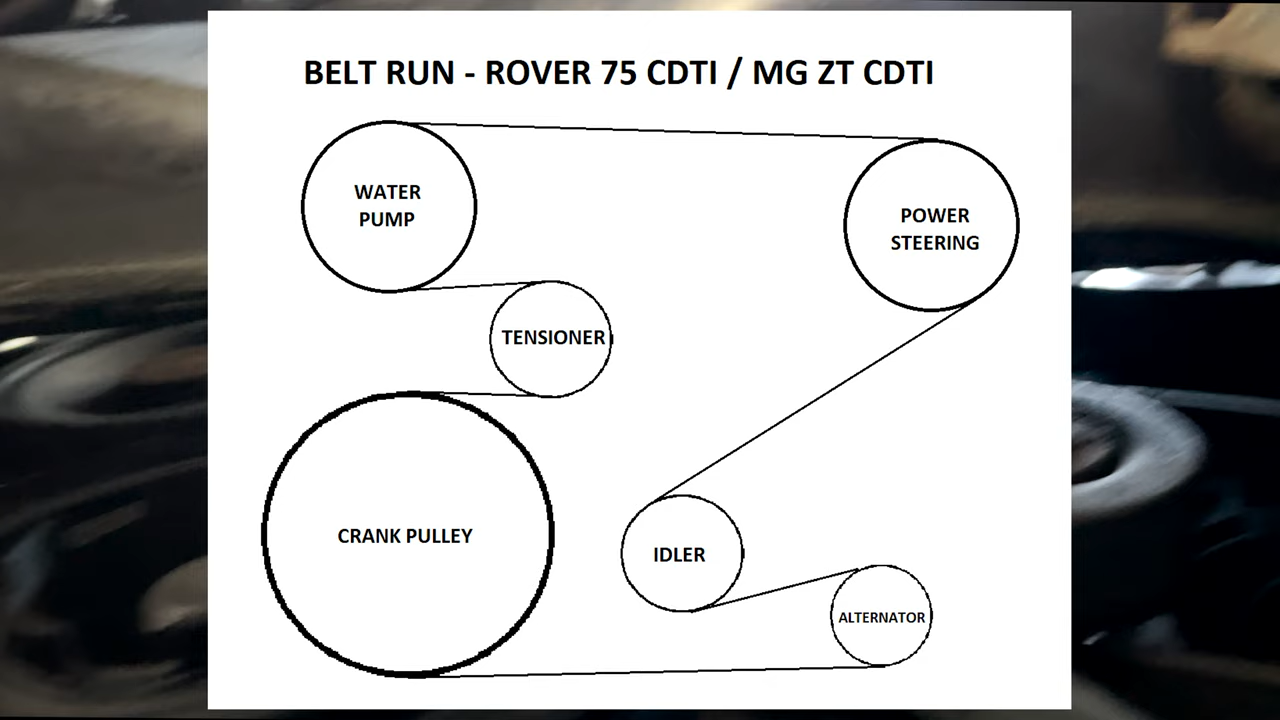 BELT RUN - ROVER 75 CDTI / MG ZT CDTI
WATER
PUMP
POWER
STEERING
TENSIONER
CRANK PULLEY
IDLER
ALTERNATOR